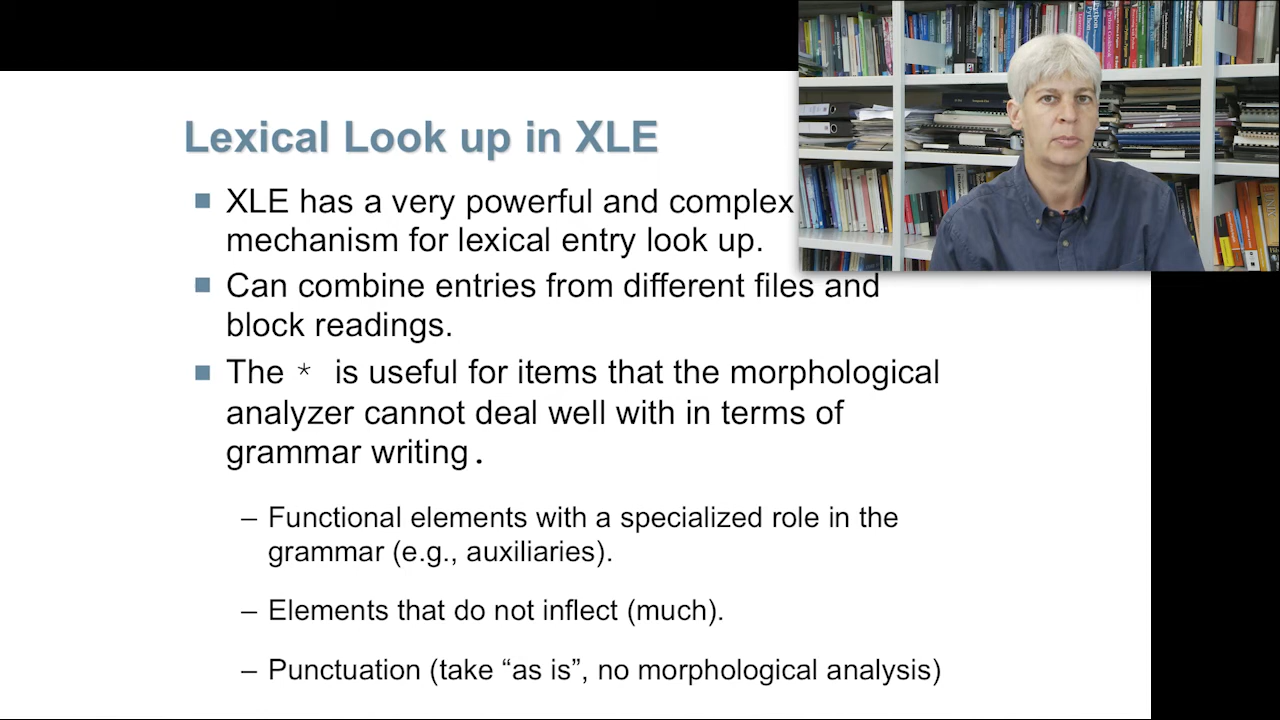 Lexical Look up in XLE
XLE has a very powerful and complex
mechanism for lexical entry look up.
Can combine entries from different files and
block readings.
The * is useful for items that the morphological
analyzer cannot deal well with in terms of
grammar writing.
– Functional elements with a specialized role in the
grammar (e.g., auxiliaries).
– Elements that do not inflect (much).
– Punctuation (take “as is”, no morphological analysis)